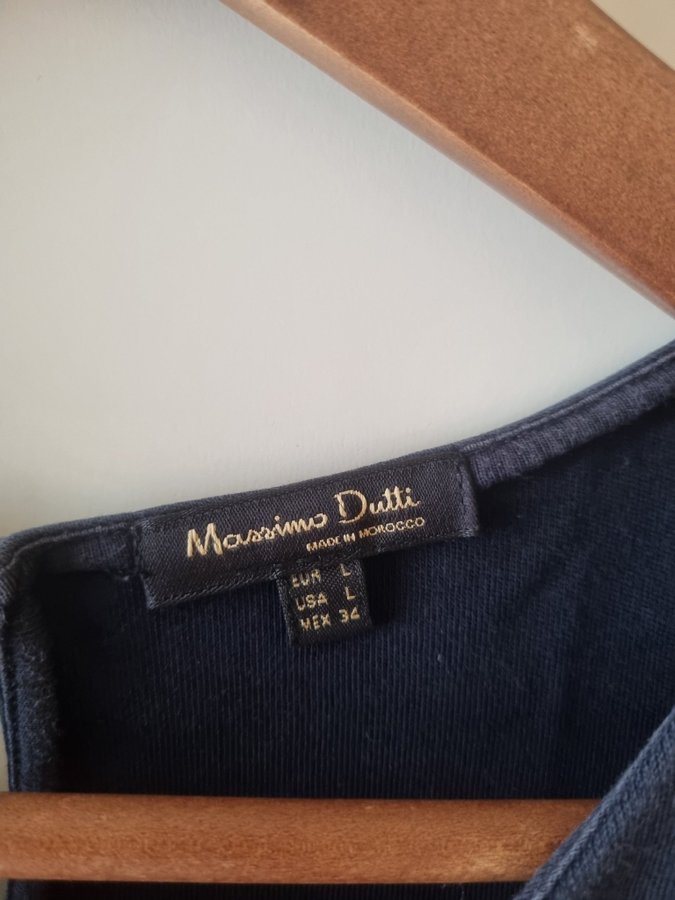 Massimo Dutti
MADE IN MOROCCO
EUR L
USA L
MEX 34